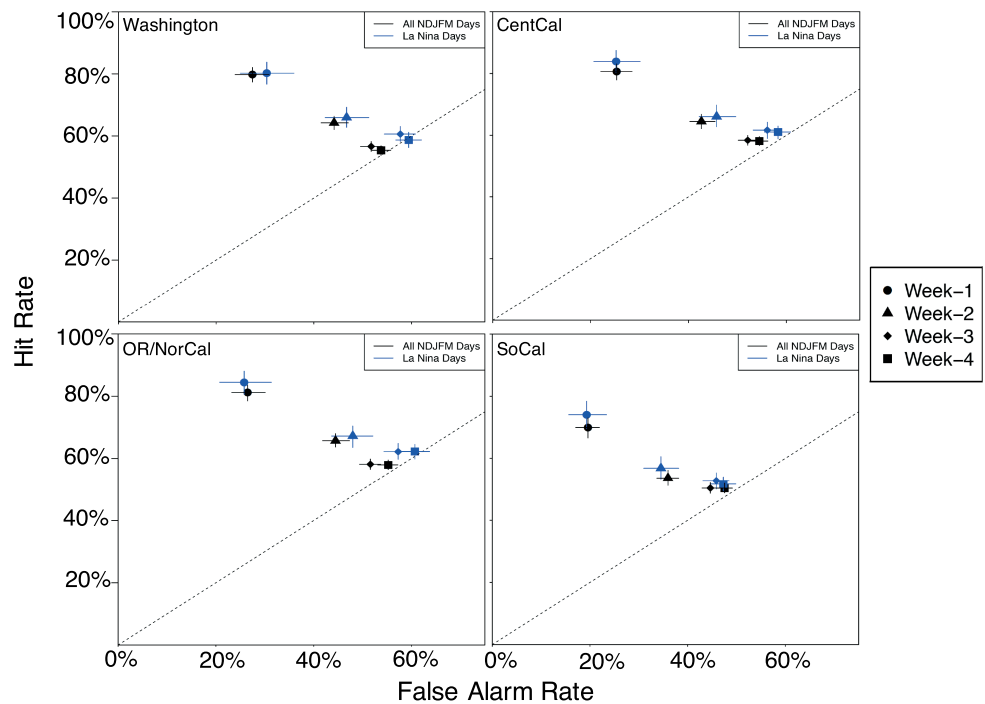 Washington
All NDJFM Days
La Nina Days
CentCal
All NDJFM Days
La Nina Days
100%
80%
60%
40%
20%
OR/NorCal
All NDJFM Days
La Nina Days
SoCal
All NDJFM Days
La Nina Days
100%
80%
60%
40%
20%
0%
20%
40%
60%
0%
20%
40%
60%
Hit Rate
False Alarm Rate
Week−1
Week−2
Week−3
Week−4